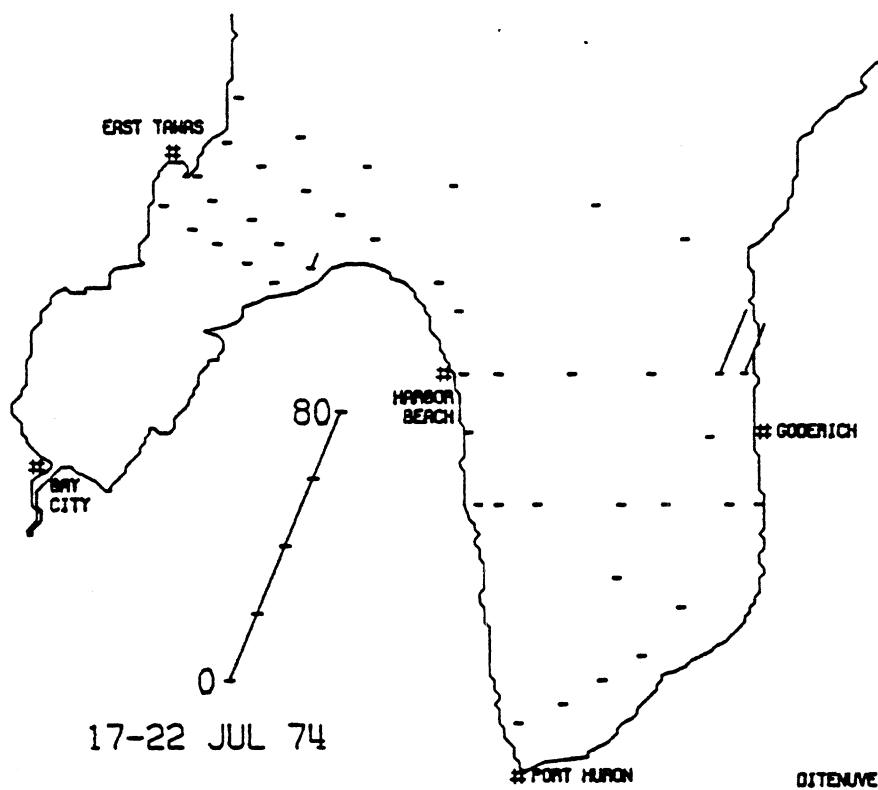 EAST TAWAS
80
HARBOR
BEACH
# GODERICH
BAY
CITY
0
17-22 JUL 74
# PORT HURON
DITENUVE